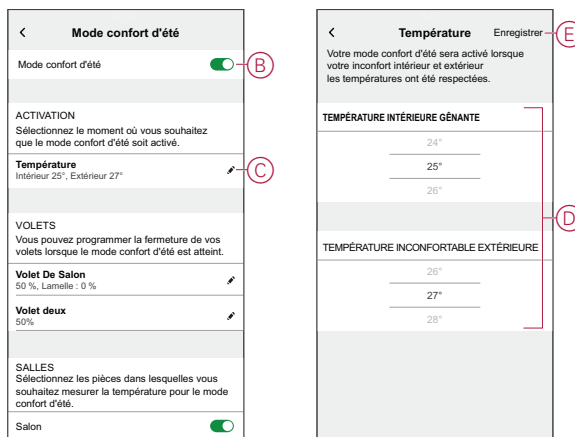 Mode confort d'été
Mode confort d'été
B
ACTIVATION
Sélectionnez le moment où vous souhaitez
que le mode confort d'été soit activé.
Température
Intérieur 25°, Extérieur 27°
C
VOLETS
Vous pouvez programmer la fermeture de vos
volets lorsque le mode confort d'été est atteint.
Volet De Salon
50 %, Lamelle : 0 %
Volet deux
50%
SALLES
Sélectionnez les pièces dans lesquelles vous
souhaitez mesurer la température pour le mode
confort d'été.
Salon
Température
Enregistrer
E
Votre mode confort d'été sera activé lorsque
votre inconfort intérieur et extérieur
les températures ont été respectées.
TEMPÉRATURE INTÉRIEURE GÊNANTE
24°
25°
26°
D
TEMPÉRATURE INCONFORTABLE EXTÉRIEURE
26°
27°
28°